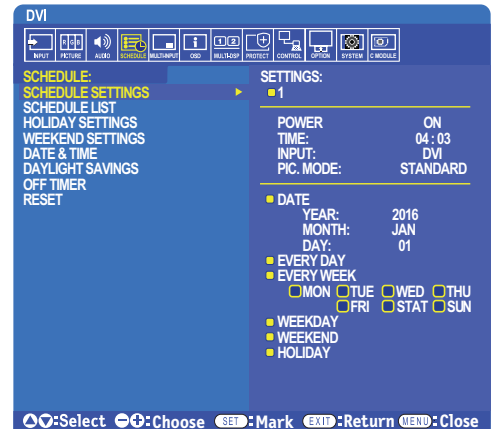 DVI
INPUT RGB PICTURE AUDIO SCHEDULE MULTI-INPUT OSD 1 2 MULTI-DSP PROTECT CONTROL OPTION SYSTEM C MODULE
SCHEDULE:
SCHEDULE SETTINGS
SCHEDULE LIST
HOLIDAY SETTINGS
WEEKEND SETTINGS
DATE & TIME
DAYLIGHT SAVINGS
OFF TIMER
RESET
SETTINGS:
1
POWER ON
TIME: 04 : 03
INPUT: DVI
PIC. MODE: STANDARD
DATE
YEAR: 2016
MONTH: JAN
DAY: 01
EVERY DAY
EVERY WEEK
MON TUE WED THU
FRI STAT SUN
WEEKDAY
WEEKEND
HOLIDAY
:Select :Choose SET :Mark EXIT :Return MENU :Close